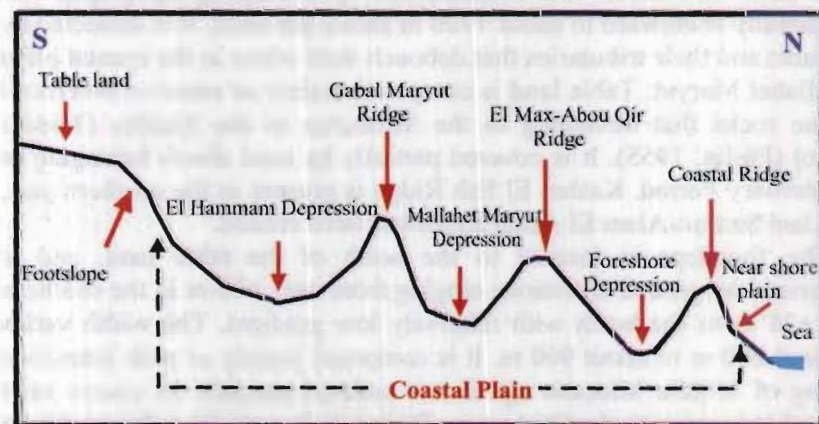 S
N
Table land
Gabal Maryut
Ridge
El Max-Abou Qir
Ridge
Coastal Ridge
El Hammam Depression
Mallahet Maryut
Depression
Foreshore
Depression
Near shore
plain
Footslope
Sea
Coastal Plain